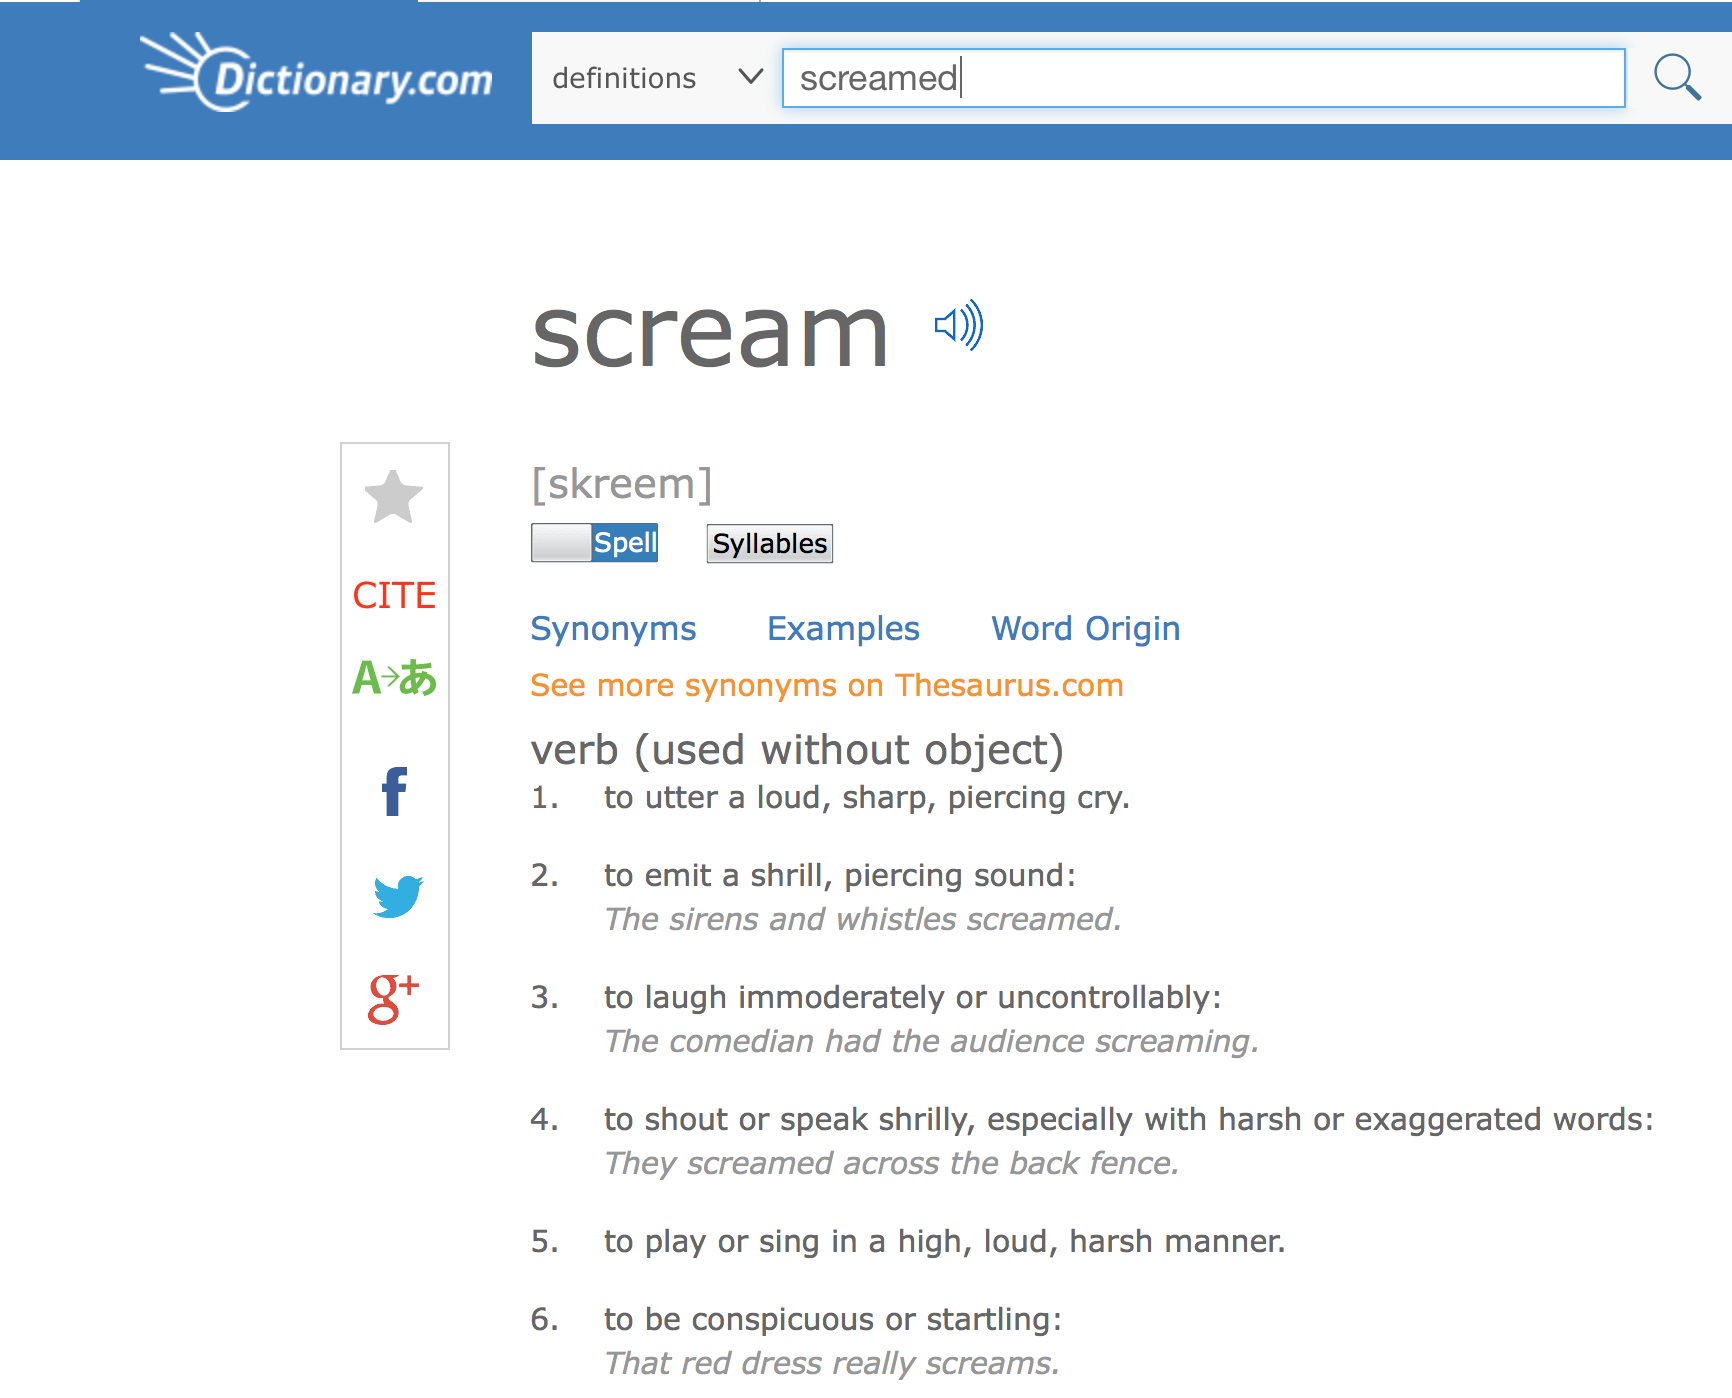 Dictionary.com
definitions
screamed
scream
[skreem]
Spell
Syllables
CITE
A→あ
f
g+
Synonyms Examples Word Origin
See more synonyms on Thesaurus.com
verb (used without object)
1. to utter a loud, sharp, piercing cry.
2. to emit a shrill, piercing sound:
The sirens and whistles screamed.
3. to laugh immoderately or uncontrollably:
The comedian had the audience screaming.
4. to shout or speak shrilly, especially with harsh or exaggerated words:
They screamed across the back fence.
5. to play or sing in a high, loud, harsh manner.
6. to be conspicuous or startling:
That red dress really screams.